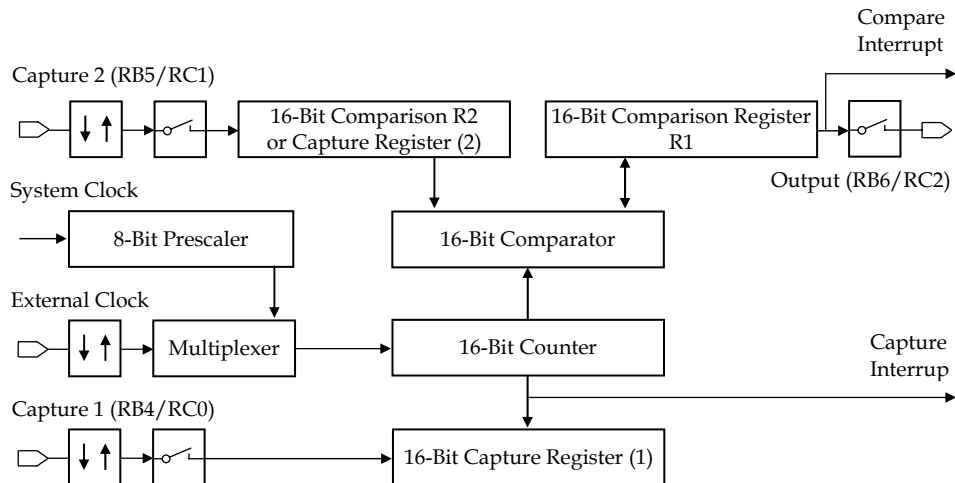 Compare
Interrupt
Capture 2 (RB5/RC1)
16-Bit Comparison R2
or Capture Register (2)
16-Bit Comparison Register
R1
Output (RB6/RC2)
System Clock
8-Bit Prescaler
16-Bit Comparator
External Clock
Multiplexer
16-Bit Counter
Capture
Interrup
Capture 1 (RB4/RC0)
16-Bit Capture Register (1)